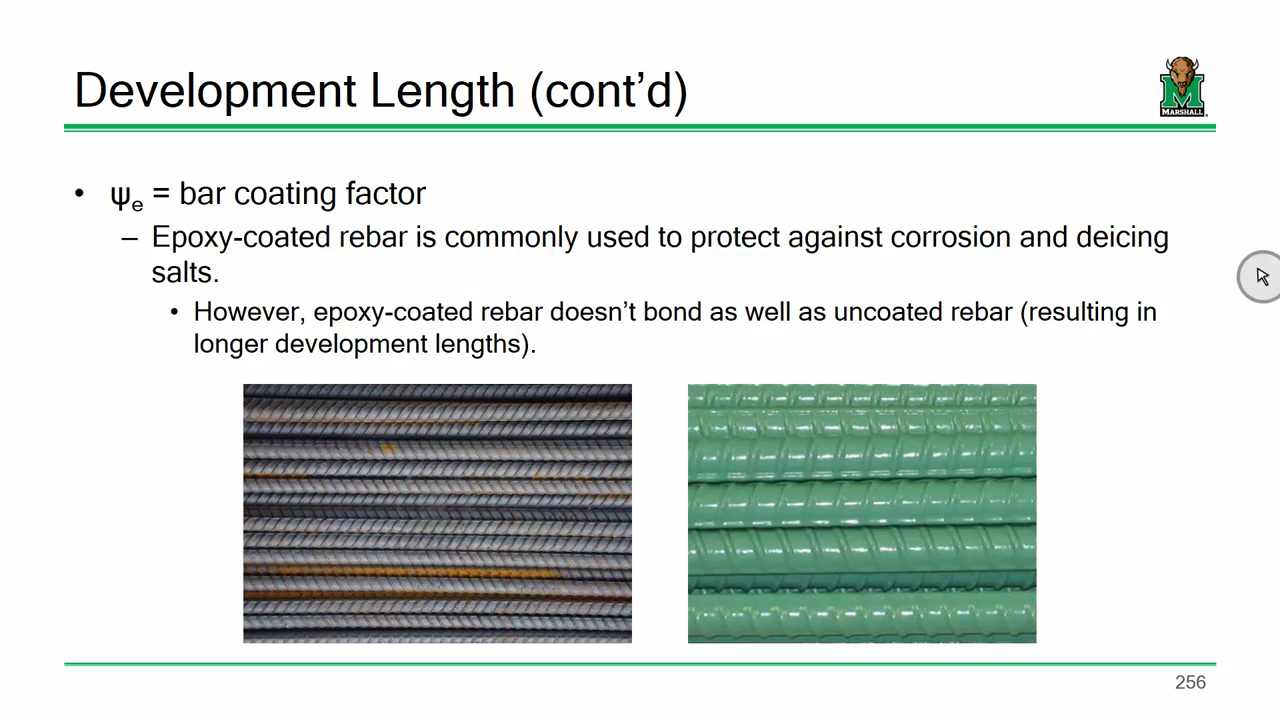 Development Length (cont’d)
MARSHALL
• ψe = bar coating factor
– Epoxy-coated rebar is commonly used to protect against corrosion and deicing
salts.
• However, epoxy-coated rebar doesn’t bond as well as uncoated rebar (resulting in
longer development lengths).
256